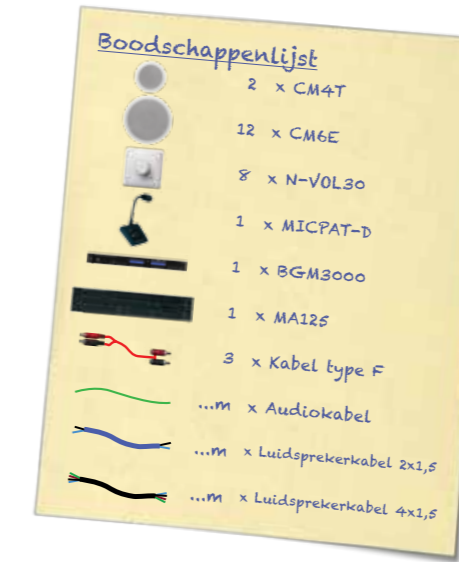 Boodschappenlijst
2 x CM4T
12 x CM6E
8 x N-VOL30
1 x MICPAT-D
1 x BGM3000
1 x MA125
3 x Kabel type F
...m x Audiokabel
...m x Luidsprekerkabel 2x1,5
...m x Luidsprekerkabel 4x1,5